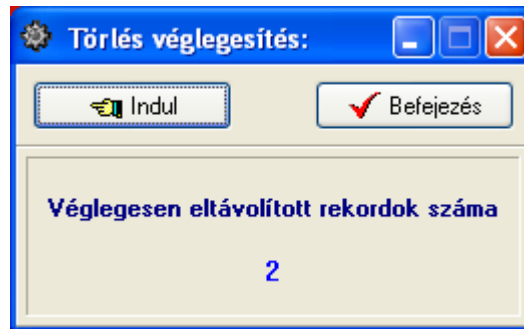 Törlés véglegesítés:
Indul
Befejezés
Véglegesen eltávolított rekordok száma
2